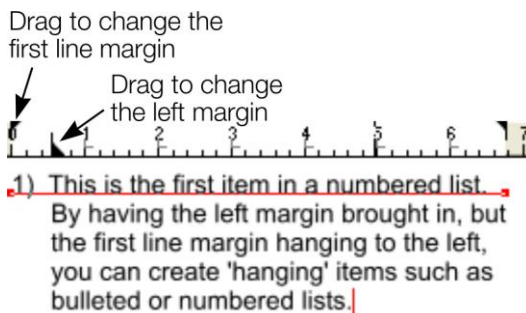 Drag to change the
first line margin
Drag to change
the left margin
0 1 2 3 4 5 6 7
1) This is the first item in a numbered list.
By having the left margin brought in, but
the first line margin hanging to the left,
you can create 'hanging' items such as
bulleted or numbered lists.